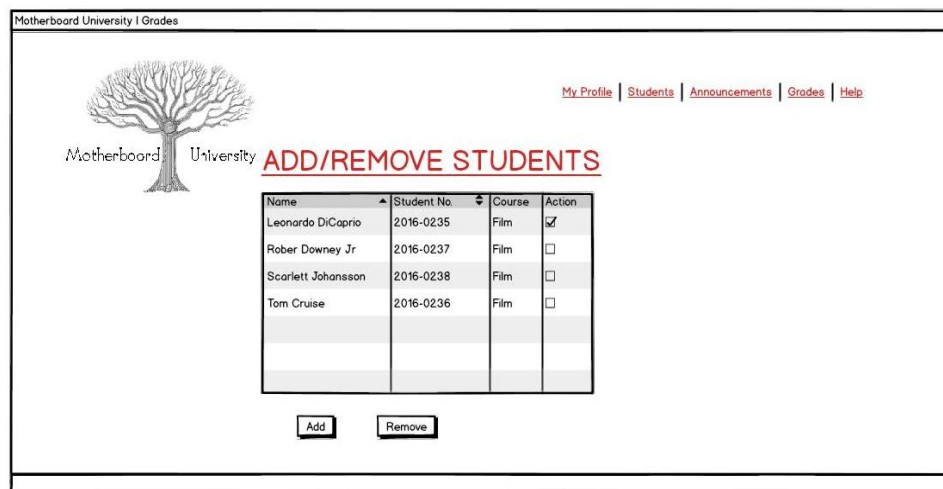 Motherboard University | Grades
My Profile | Students | Announcements | Grades | Help
Motherboard University
ADD/REMOVE STUDENTS
Name Student No. Course Action
Leonardo DiCaprio 2016-0235 Film
Rober Downey Jr 2016-0237 Film
Scarlett Johansson 2016-0238 Film
Tom Cruise 2016-0236 Film
Add Remove